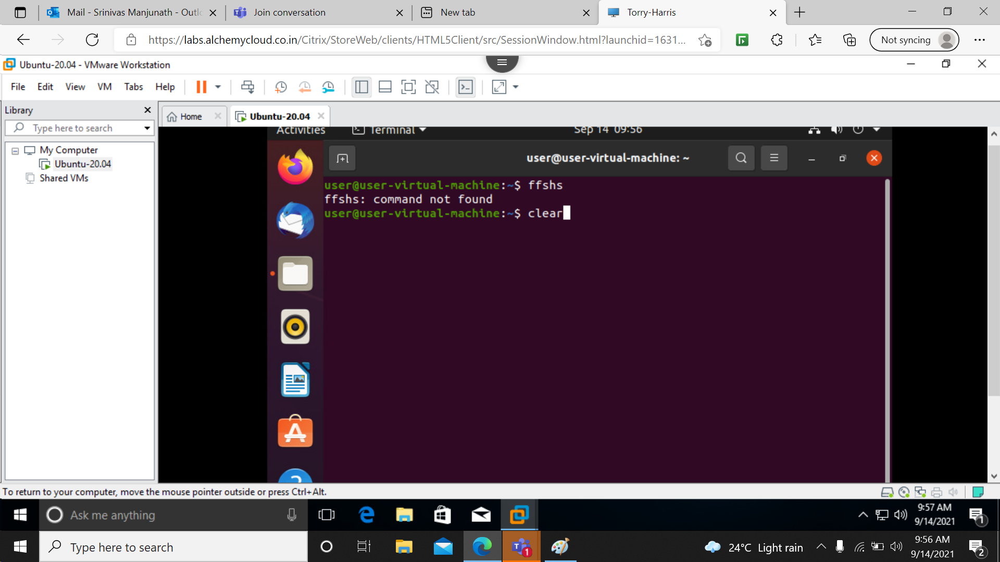 Mail - Srinivas Manjunath - Outlo
Join conversation
New tab
Torry-Harris
https://labs.alchemycloud.co.in/Citrix/StoreWeb/clients/HTML5Client/src/SessionWindow.html?launchid=1631...
Not syncing
Ubuntu-20.04 - VMware Workstation
File Edit View VM Tabs Help
Library
Type here to search
My Computer
Ubuntu-20.04
Shared VMs
Home
Ubuntu-20.04
Activities Terminal Sep 14 09:56
user@user-virtual-machine: ~
user@user-virtual-machine:~$ ffshs
ffshs: command not found
user@user-virtual-machine:~$ clear
To return to your computer, move the mouse pointer outside or press Ctrl+Alt.
Ask me anything
9:57 AM
9/14/2021
1
Type here to search
1
24°C Light rain
9:56 AM
9/14/2021
2